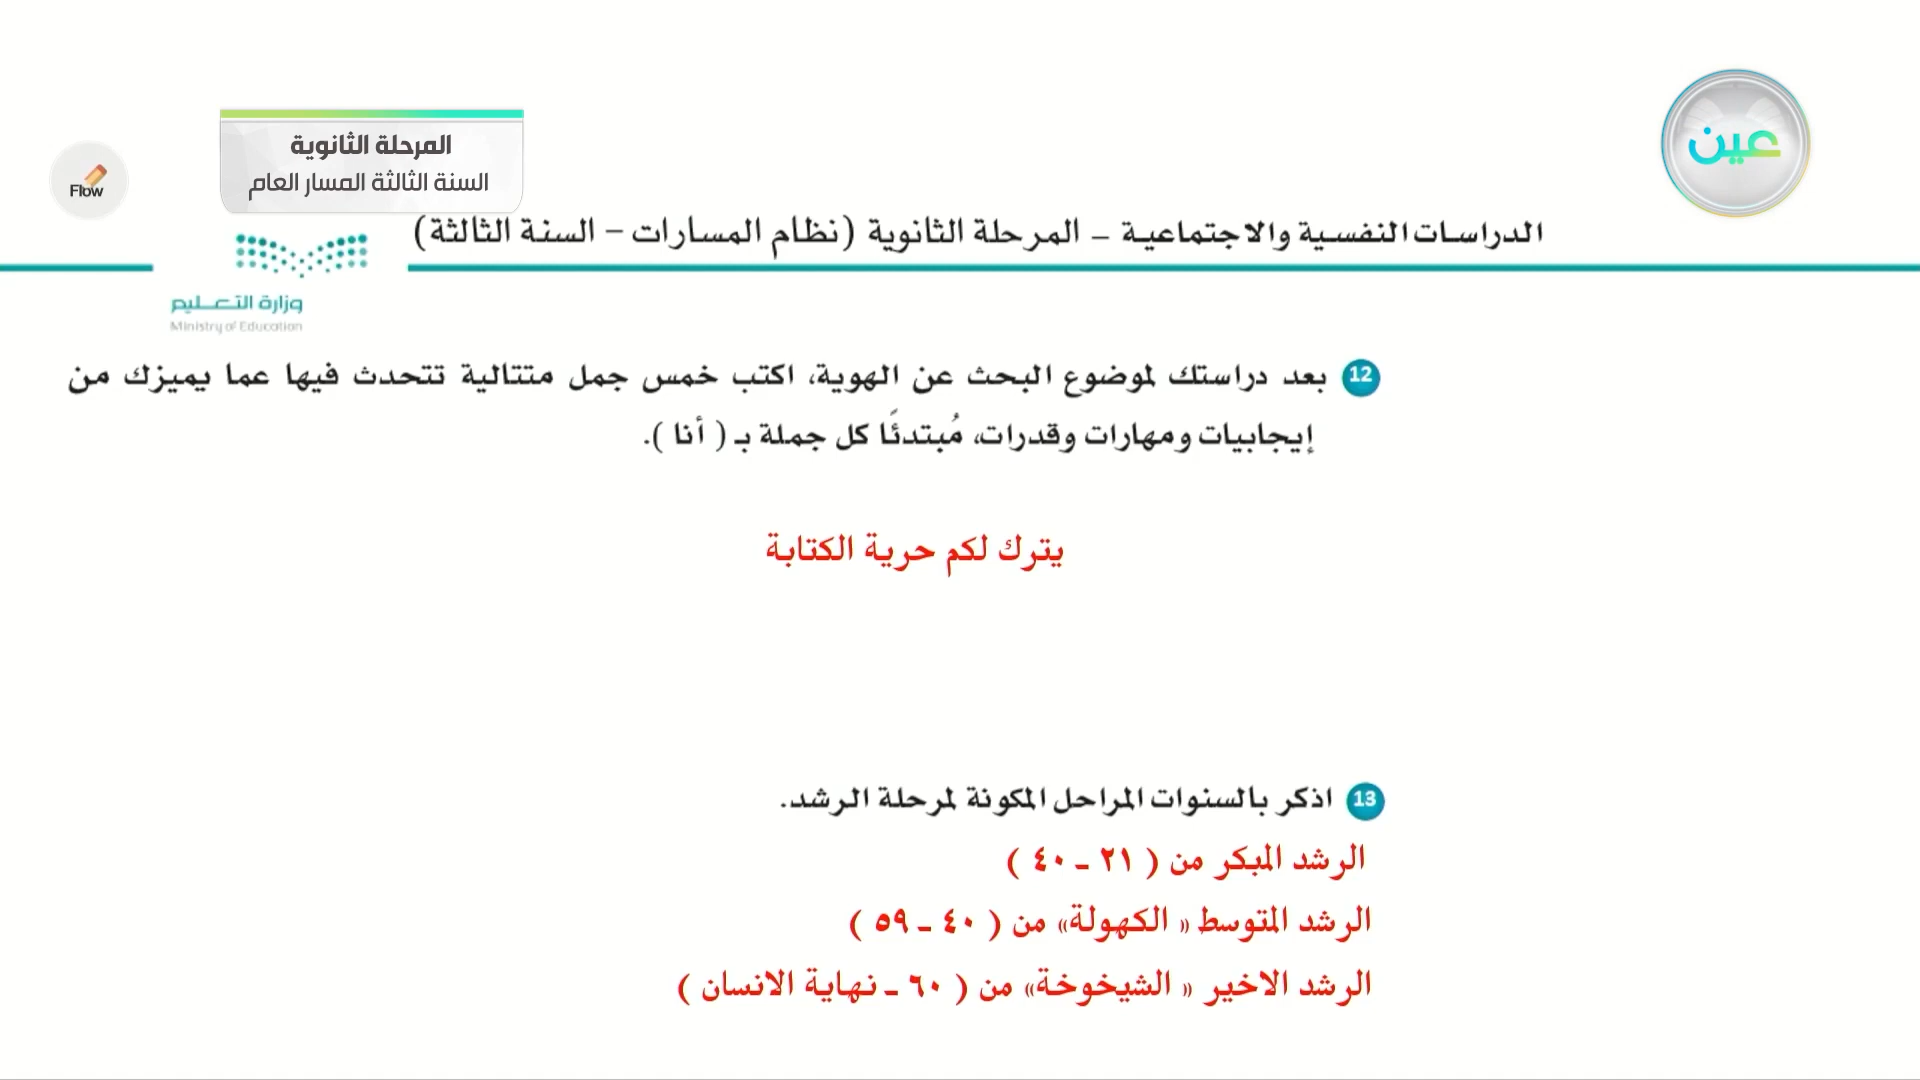 عين
المرحلة الثانوية
السنة الثالثة المسار العام
Flow
الدراسات النفسية والاجتماعية – المرحلة الثانوية (نظام المسارات – السنة الثالثة)
وزارة التعليم
Ministry of Education
12 بعد دراستك لموضوع البحث عن الهوية، اكتب خمس جمل متتالية تتحدث فيها عما يميزك من
إيجابيات ومهارات وقدرات، مُبتدئًا كل جملة بـ ( أنا ).
يترك لكم حرية الكتابة
13 اذكر بالسنوات المراحل المكونة لمرحلة الرشد.
الرشد المبكر من ( ٢١ ـ ٤٠ )
الرشد المتوسط « الكهولة» من ( ٤٠ ـ ٥٩ )
الرشد الاخير « الشيخوخة» من ( ٦٠ ـ نهاية الانسان )